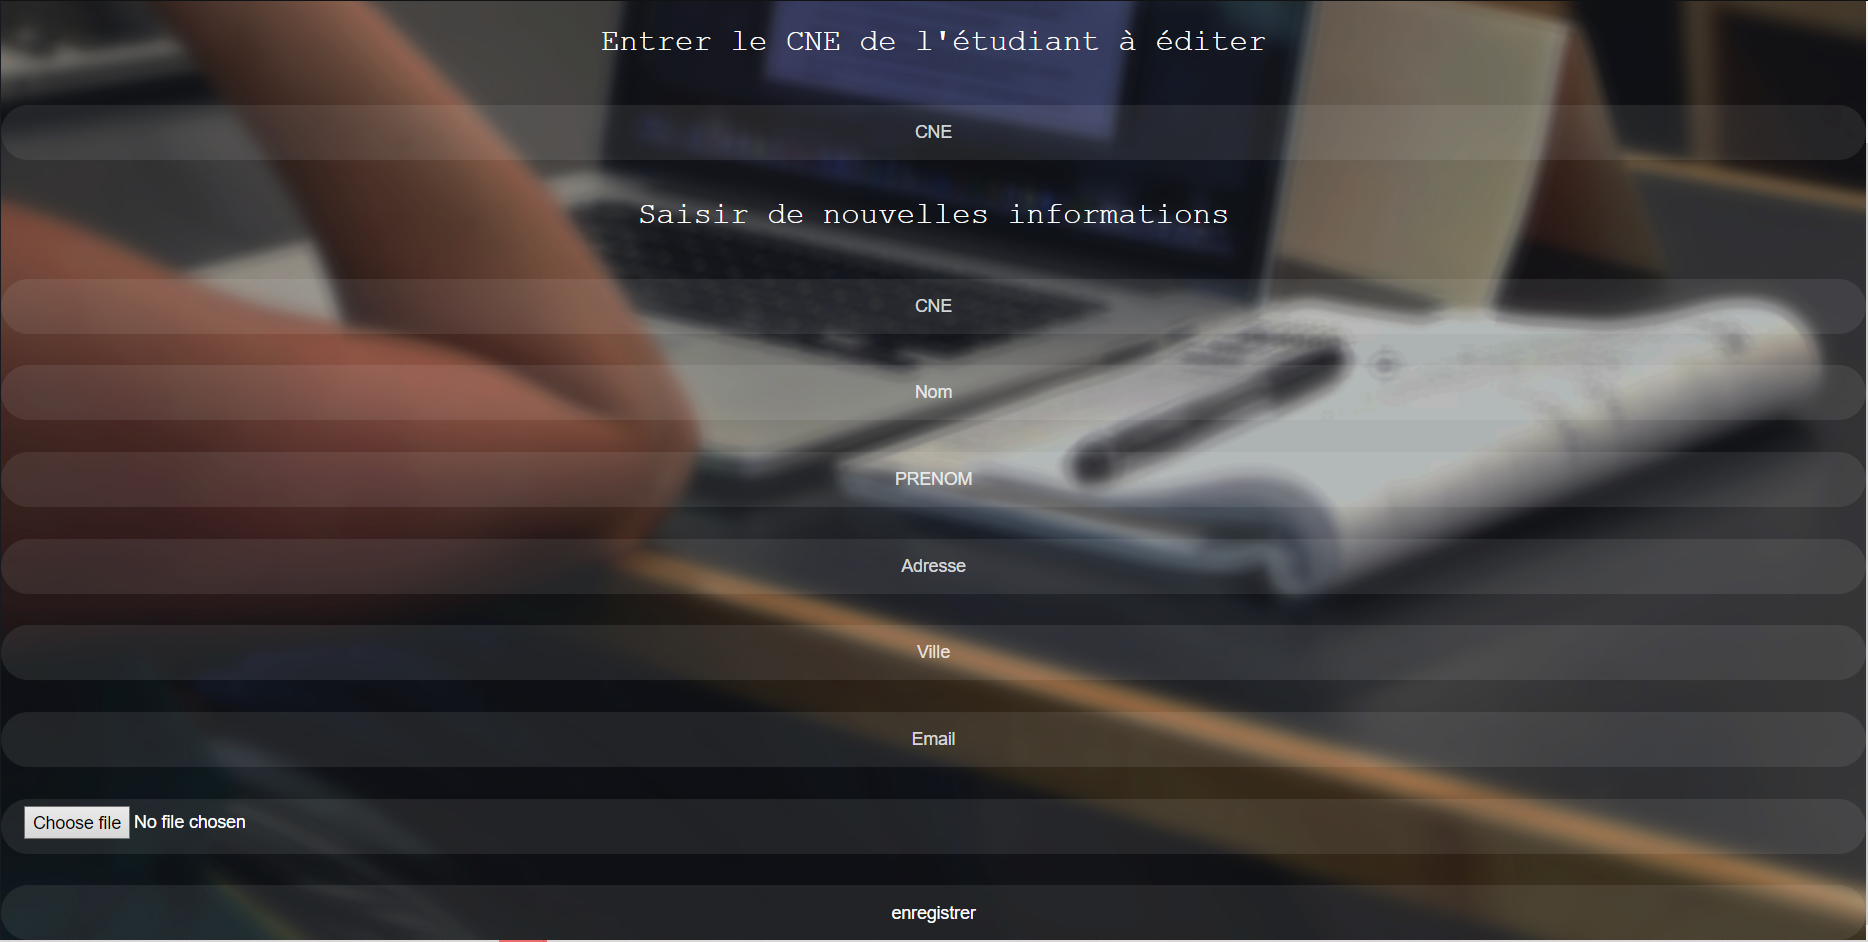 Entrer le CNE de l'étudiant à éditer
CNE
Saisir de nouvelles informations
CNE
Nom
PRENOM
Adresse
Ville
Email
Choose file No file chosen
enregistrer